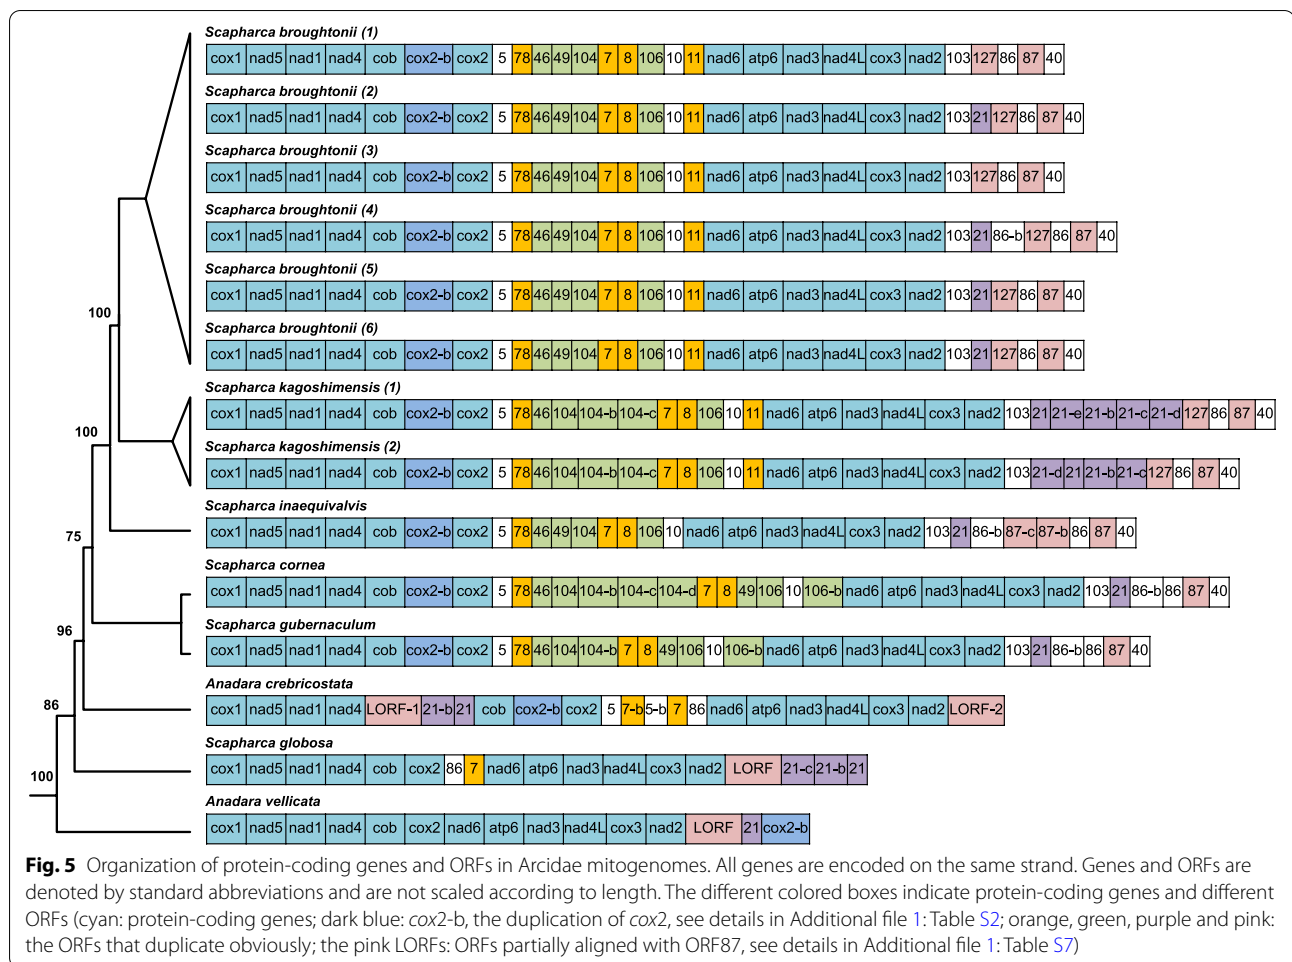 Scapharca broughtonii (1)
cox1 nad5 nad1 nad4 cob cox2-b cox2 5 78 46 49 104 7 8 106 10 11 nad6 atp6 nad3 nad4L cox3 nad2 103 127 86 87 40
Scapharca broughtonii (2)
cox1 nad5 nad1 nad4 cob cox2-b cox2 5 78 46 49 104 7 8 106 10 11 nad6 atp6 nad3 nad4L cox3 nad2 103 21 127 86 87 40
Scapharca broughtonii (3)
cox1 nad5 nad1 nad4 cob cox2-b cox2 5 78 46 49 104 7 8 106 10 11 nad6 atp6 nad3 nad4L cox3 nad2 103 127 86 87 40
Scapharca broughtonii (4)
cox1 nad5 nad1 nad4 cob cox2-b cox2 5 78 46 49 104 7 8 106 10 11 nad6 atp6 nad3 nad4L cox3 nad2 103 21 86-b 127 86 87 40
Scapharca broughtonii (5)
cox1 nad5 nad1 nad4 cob cox2-b cox2 5 78 46 49 104 7 8 106 10 11 nad6 atp6 nad3 nad4L cox3 nad2 103 21 127 86 87 40
100
Scapharca broughtonii (6)
cox1 nad5 nad1 nad4 cob cox2-b cox2 5 78 46 49 104 7 8 106 10 11 nad6 atp6 nad3 nad4L cox3 nad2 103 21 127 86 87 40
Scapharca kagoshimensis (1)
cox1 nad5 nad1 nad4 cob cox2-b cox2 5 78 46 104 104-b 104-c 7 8 106 10 11 nad6 atp6 nad3 nad4L cox3 nad2 103 21 21-e 21-b 21-c 21-d 127 86 87 40
100
Scapharca kagoshimensis (2)
cox1 nad5 nad1 nad4 cob cox2-b cox2 5 78 46 104 104-b 104-c 7 8 106 10 11 nad6 atp6 nad3 nad4L cox3 nad2 103 21-d 21 21-b 21-c 127 86 87 40
Scapharca inaequivalvis
cox1 nad5 nad1 nad4 cob cox2-b cox2 5 78 46 49 104 7 8 106 10 nad6 atp6 nad3 nad4L cox3 nad2 103 21 86-b 87-c 87-b 86 87 40
75
Scapharca cornea
cox1 nad5 nad1 nad4 cob cox2-b cox2 5 78 46 104 104-b 104-c 104-d 7 8 49 106 10 106-b nad6 atp6 nad3 nad4L cox3 nad2 103 21 86-b 86 87 40
Scapharca gubernaculum
96
cox1 nad5 nad1 nad4 cob cox2-b cox2 5 78 46 104 104-b 7 8 49 106 10 106-b nad6 atp6 nad3 nad4L cox3 nad2 103 21 86-b 86 87 40
Anadara crebricostata
86
cox1 nad5 nad1 nad4 LORF-1 21-b 21 cob cox2-b cox2 5 7-b 5-b 7 86 nad6 atp6 nad3 nad4L cox3 nad2 LORF-2
Scapharca globosa
cox1 nad5 nad1 nad4 cob cox2 86 7 nad6 atp6 nad3 nad4L cox3 nad2 LORF 21-c 21-b 21
100
Anadara vellicata
cox1 nad5 nad1 nad4 cob cox2 nad6 atp6 nad3 nad4L cox3 nad2 LORF 21 cox2-b
Fig. 5 Organization of protein-coding genes and ORFs in Arcidae mitogenomes. All genes are encoded on the same strand. Genes and ORFs are
denoted by standard abbreviations and are not scaled according to length. The different colored boxes indicate protein-coding genes and different
ORFs (cyan: protein-coding genes; dark blue: cox2-b, the duplication of cox2, see details in Additional file 1: Table S2; orange, green, purple and pink:
the ORFs that duplicate obviously; the pink LORFs: ORFs partially aligned with ORF87, see details in Additional file 1: Table S7)